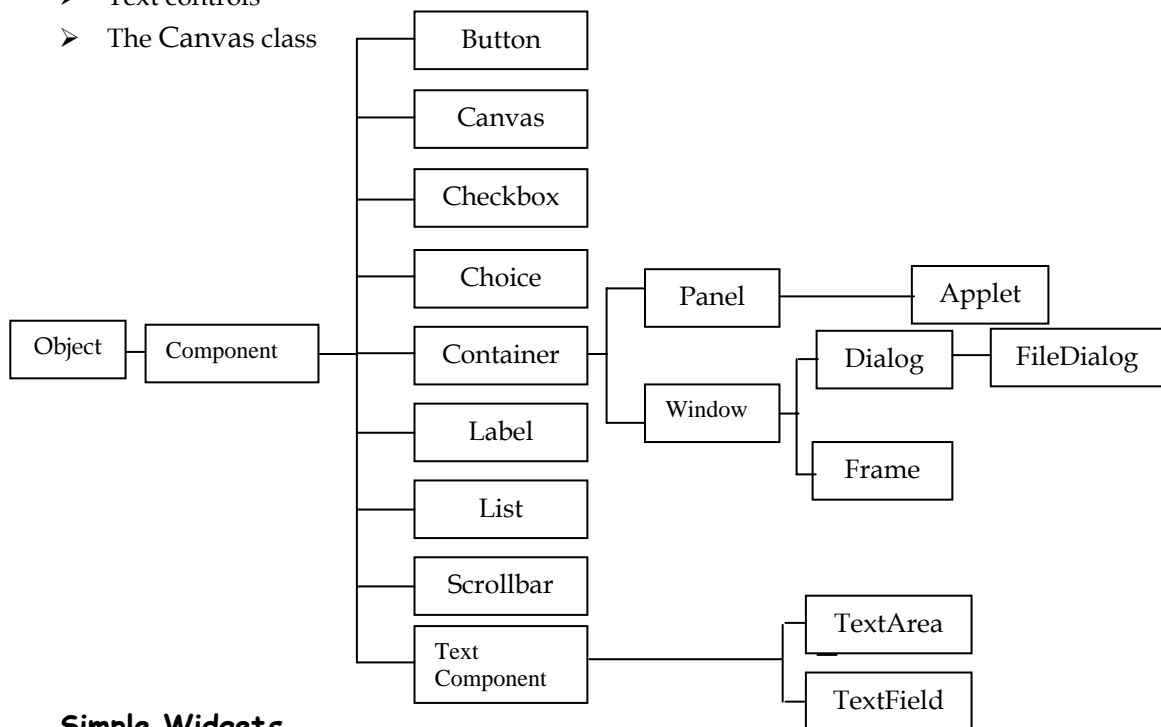 ➢ Text controls
➢ The Canvas class
Button
Canvas
Checkbox
Choice
Panel
Applet
Object
Component
Container
Dialog
FileDialog
Window
Label
Frame
List
Scrollbar
TextArea
Text
Component
TextField
Simple Widgets